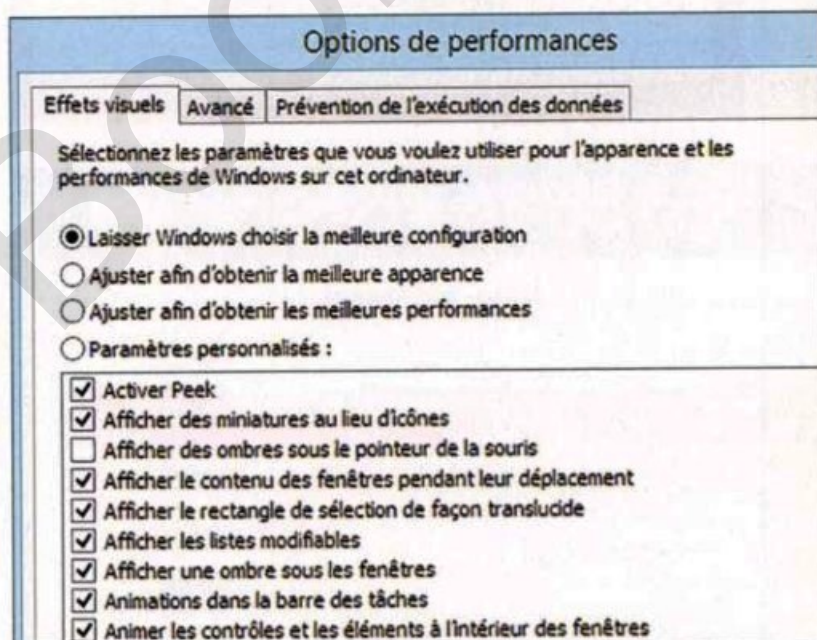 Options de performances
Effets visuels Avancé Prévention de l'exécution des données
Sélectionnez les paramètres que vous voulez utiliser pour l'apparence et les
performances de Windows sur cet ordinateur.
Laisser Windows choisir la meilleure configuration
Ajuster afin d'obtenir la meilleure apparence
Ajuster afin d'obtenir les meilleures performances
Paramètres personnalisés :
Activer Peek
Afficher des miniatures au lieu d'icônes
Afficher des ombres sous le pointeur de la souris
Afficher le contenu des fenêtres pendant leur déplacement
Afficher le rectangle de sélection de façon translucide
Afficher les listes modifiables
Afficher une ombre sous les fenêtres
Animations dans la barre des tâches
Animer les contrôles et les éléments à l'intérieur des fenêtres